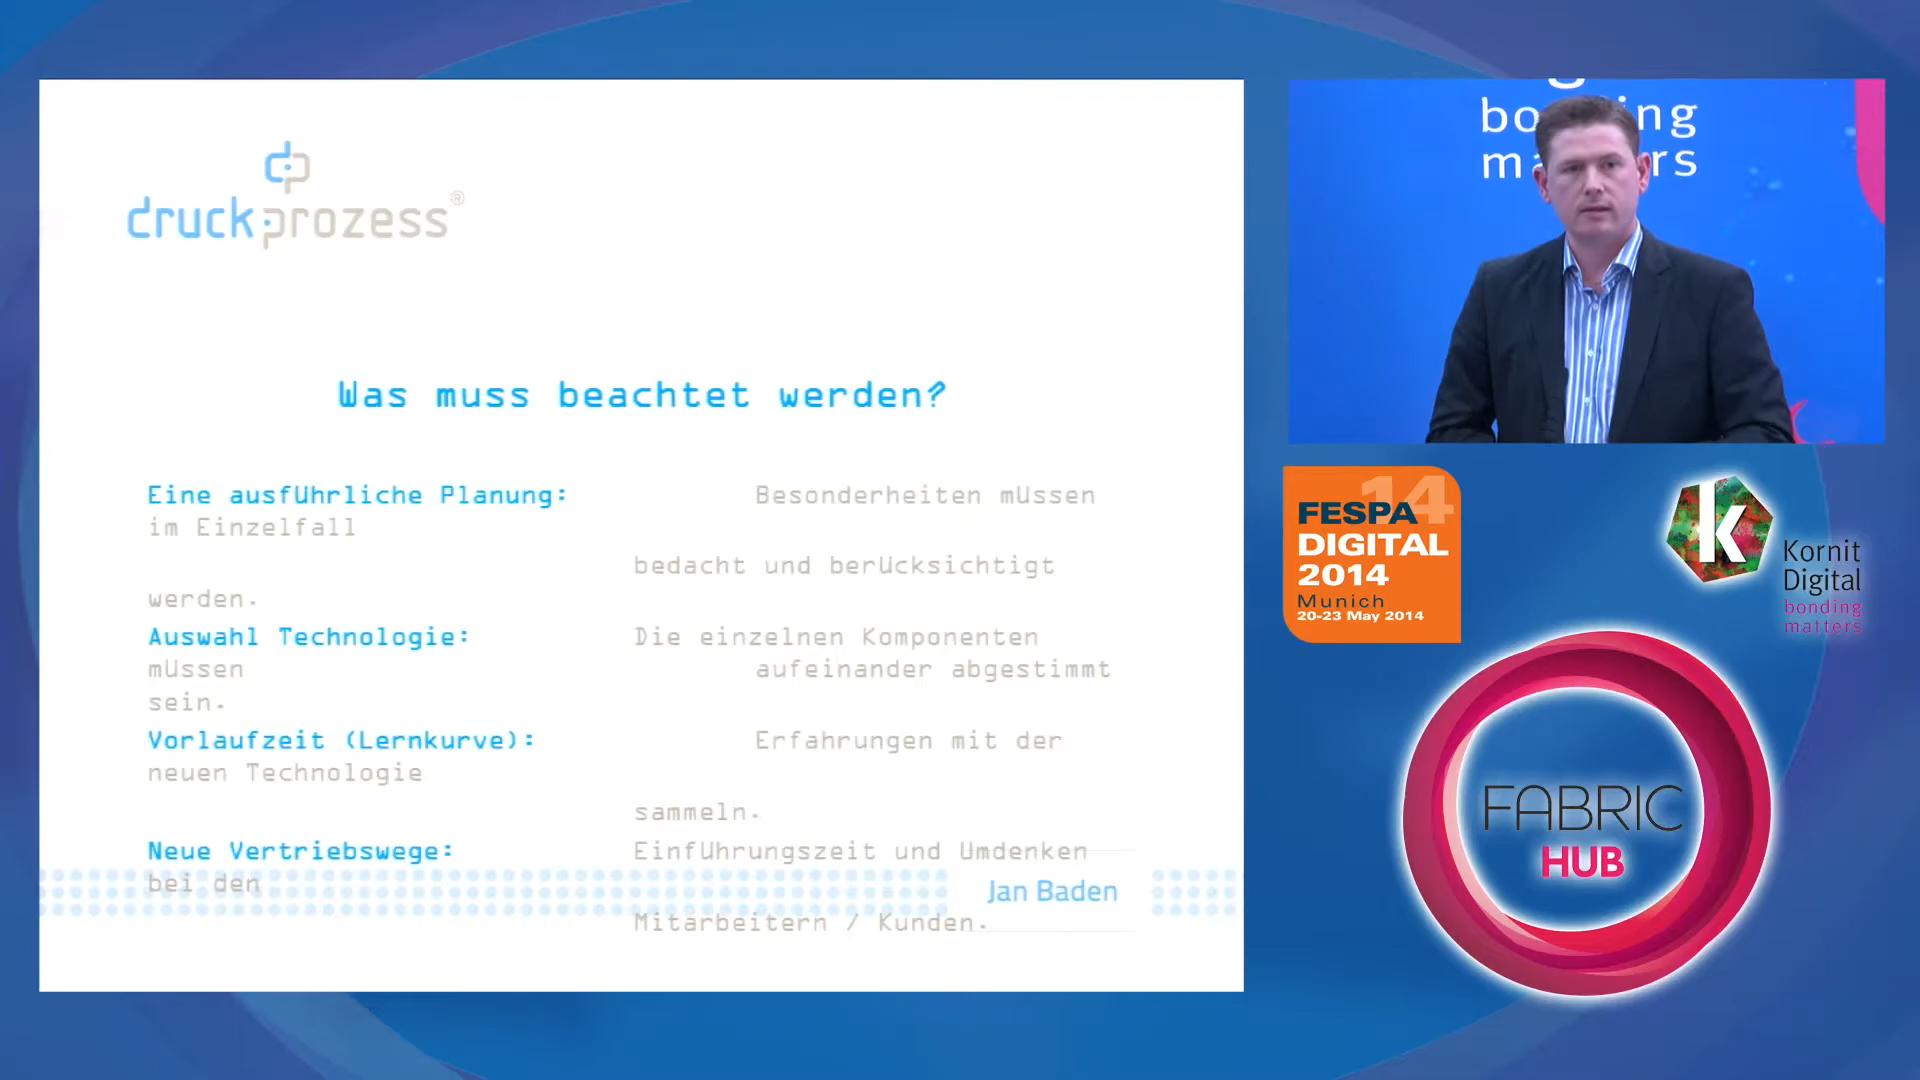 druckprozess®
Was muss beachtet werden?
Eine ausführliche Planung: Besonderheiten müssen
im Einzelfall
bedacht und berücksichtigt
werden.
Auswahl Technologie: Die einzelnen Komponenten
müssen aufeinander abgestimmt
sein.
Vorlaufzeit (Lernkurve): Erfahrungen mit der
neuen Technologie
sammeln.
Neue Vertriebswege: Einführungszeit und Umdenken
bei den
Jan Baden
Mitarbeitern / Kunden.
bonding
matters
14
FESPA
DIGITAL
2014
Munich
20-23 May 2014
K
Kornit
Digital
bonding
matters
FABRIC
HUB